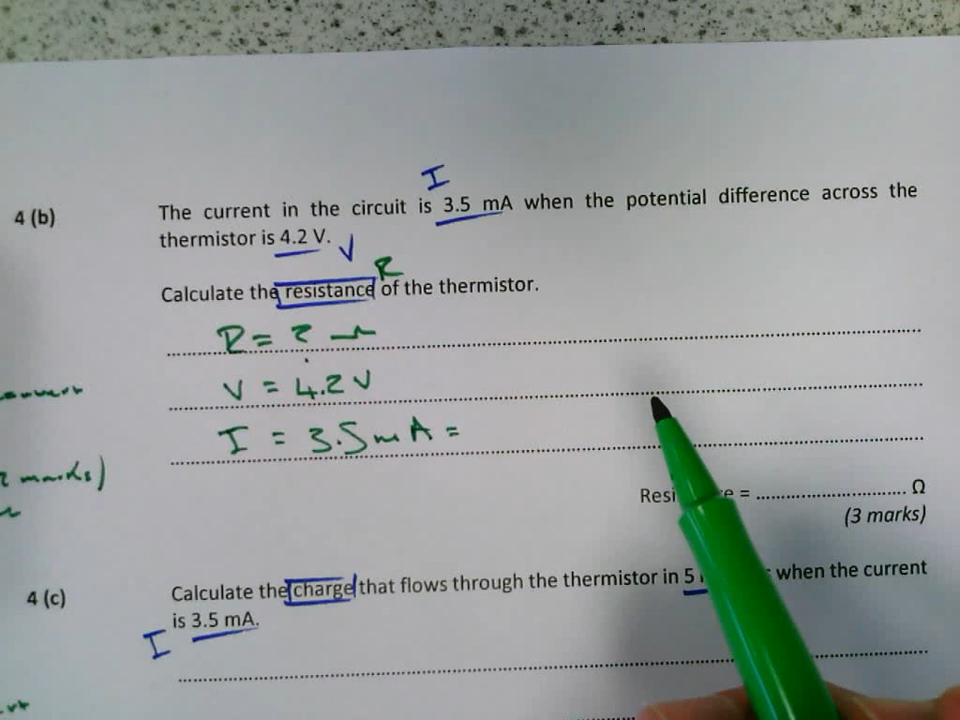 I
4 (b) The current in the circuit is 3.5 mA when the potential difference across the
thermistor is 4.2 V. V
R
Calculate the resistance of the thermistor.
R = ?
V = 4.2 V
I = 3.5 mA =
marks)
= Ω
(3 marks)
4 (c) Calculate the charge that flows through the thermistor in 5 when the current
is 3.5 mA.
I